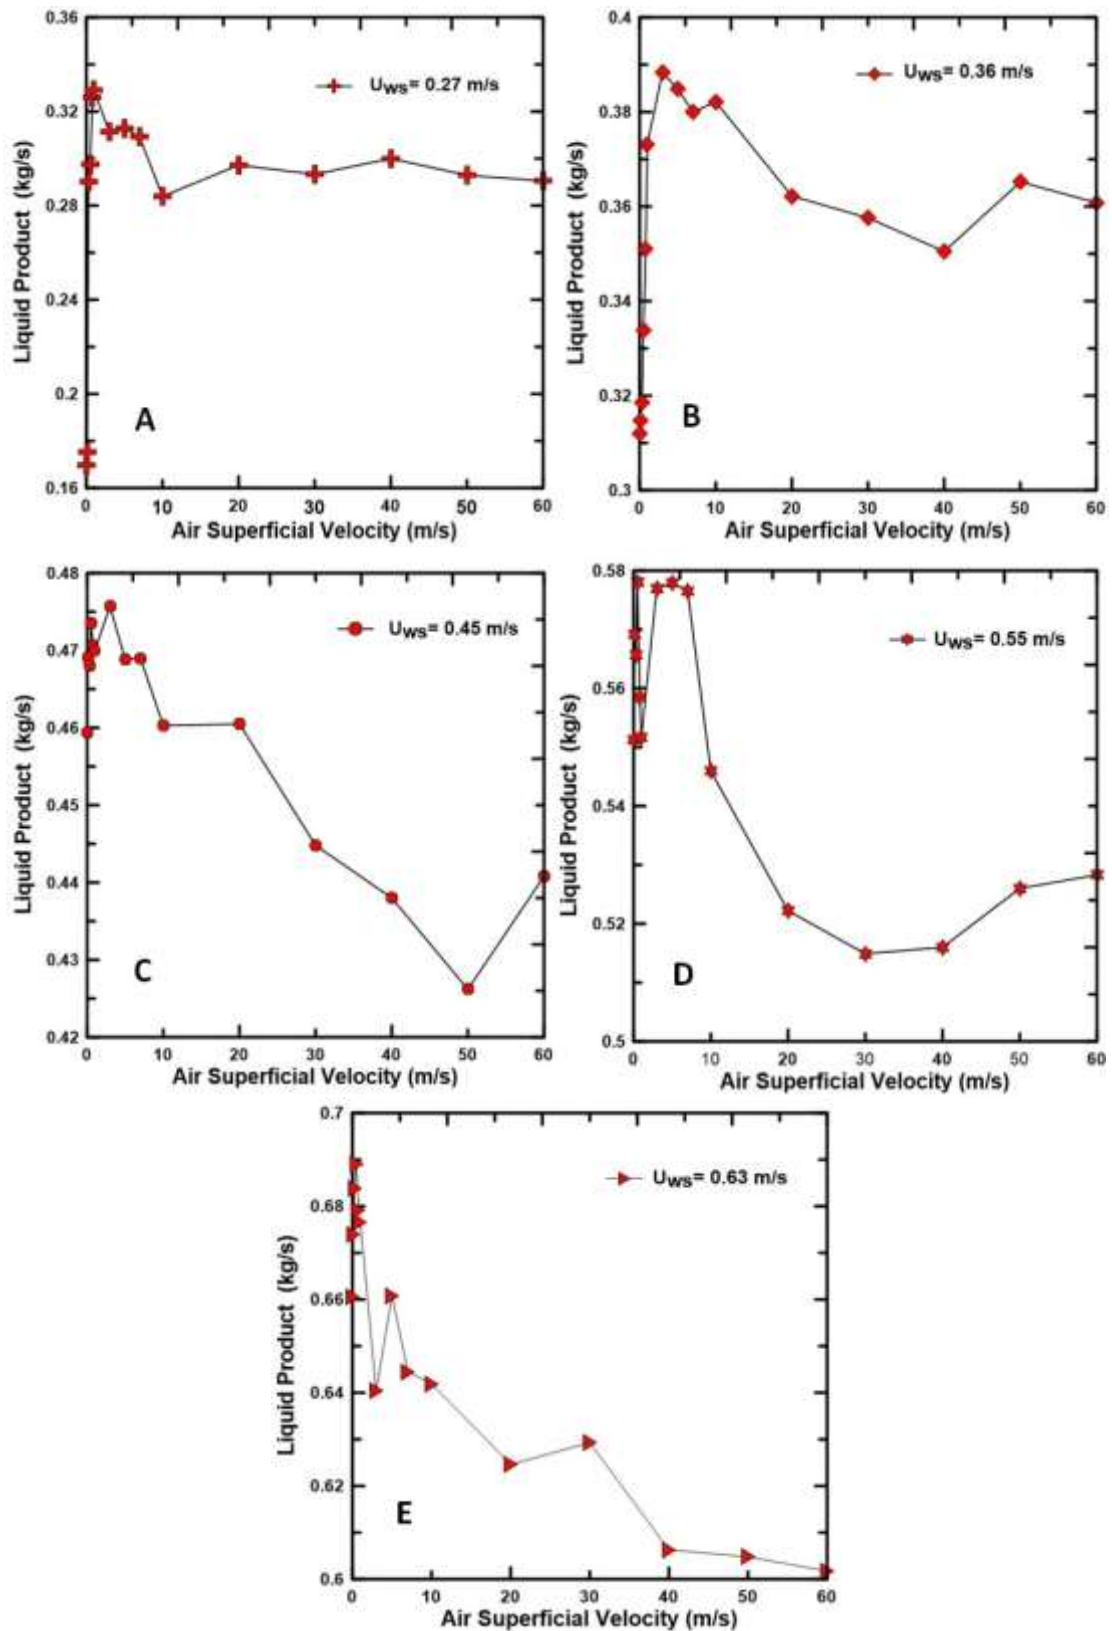 0.36
0.32
0.28
0.24
0.2
0.16
Liquid Product (kg/s)
Uws= 0.27 m/s
A
0 10 20 30 40 50 60
Air Superficial Velocity (m/s)
0.4
0.38
0.36
0.34
0.32
0.3
Liquid Product (kg/s)
Uws= 0.36 m/s
B
0 10 20 30 40 50 60
Air Superficial Velocity (m/s)
0.48
0.47
0.46
0.45
0.44
0.43
0.42
Liquid Product (kg/s)
Uws= 0.45 m/s
C
0 10 20 30 40 50 60
Air Superficial Velocity (m/s)
0.58
0.56
0.54
0.52
0.5
Liquid Product (kg/s)
Uws= 0.55 m/s
D
0 10 20 30 40 50 60
Air Superficial Velocity (m/s)
0.7
0.68
0.66
0.64
0.62
0.6
Liquid Product (kg/s)
Uws= 0.63 m/s
E
0 10 20 30 40 50 60
Air Superficial Velocity (m/s)